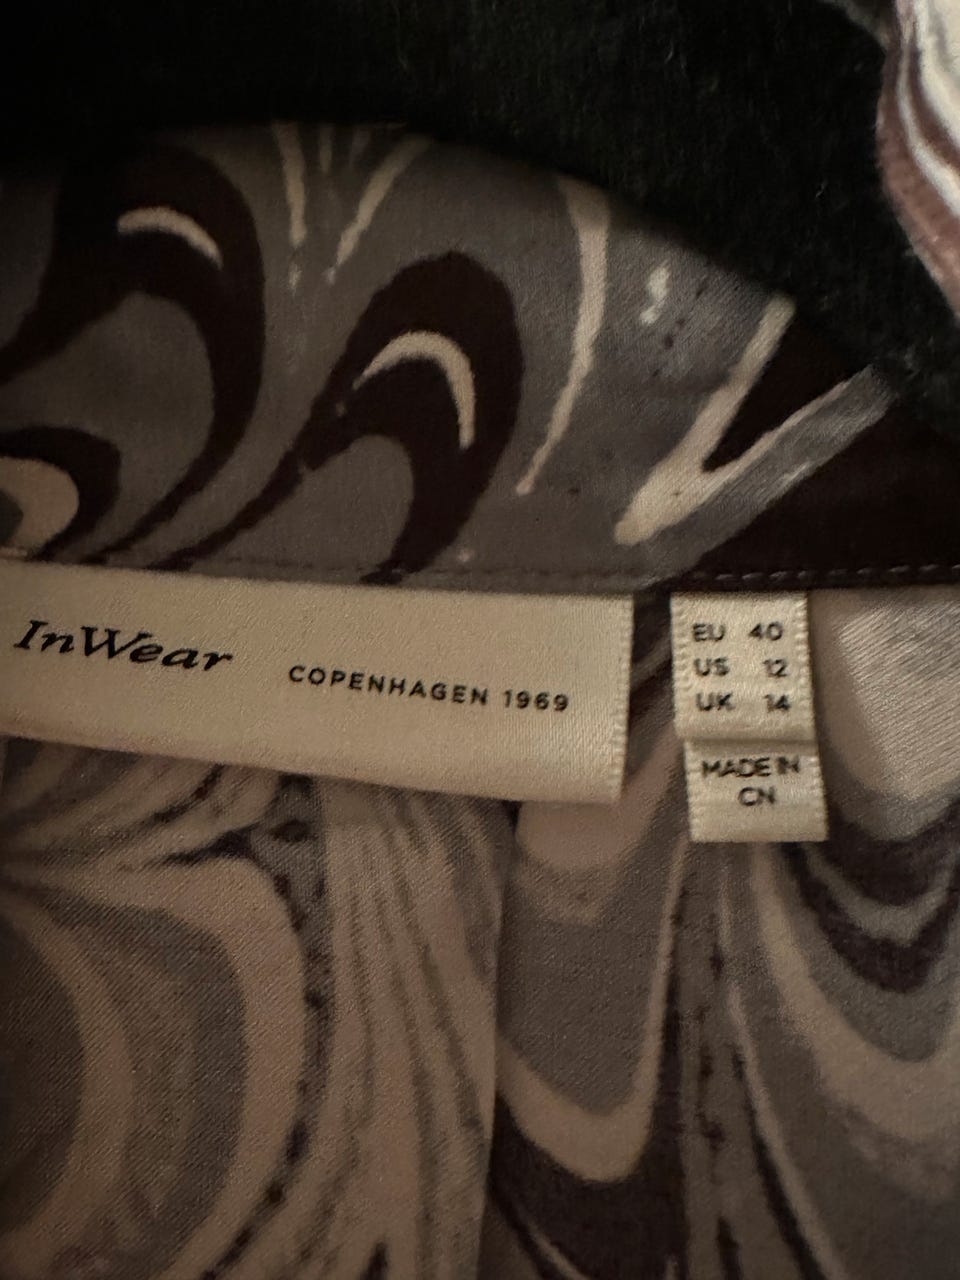 InWear COPENHAGEN 1969
EU 40
US 12
UK 14
MADE IN
CN